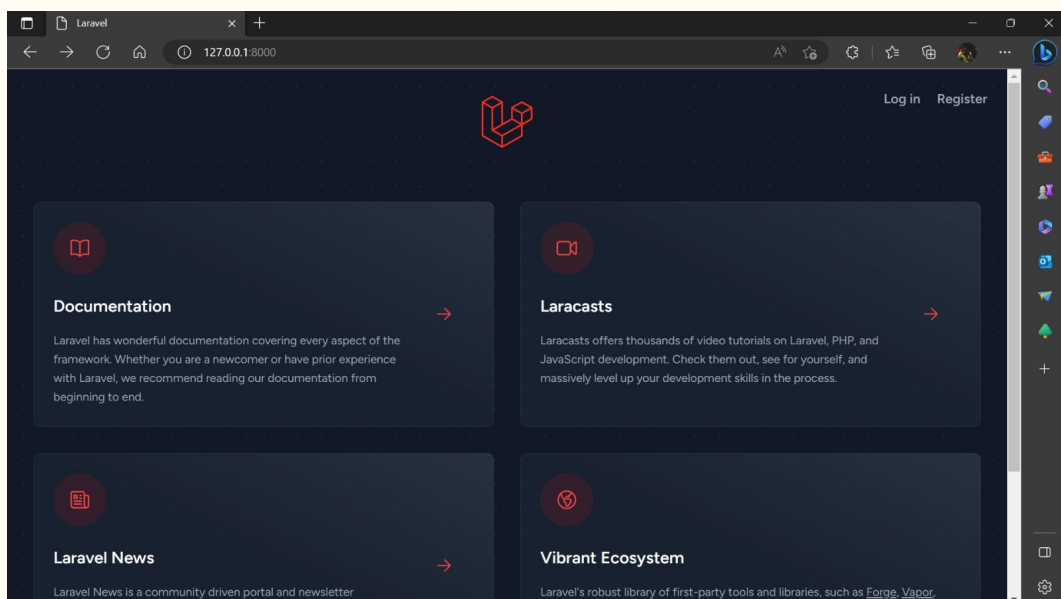 Laravel
127.0.0.1:8000
Log in Register
Documentation
Laravel has wonderful documentation covering every aspect of the
framework. Whether you are a newcomer or have prior experience
with Laravel, we recommend reading our documentation from
beginning to end.
Laracasts
Laracasts offers thousands of video tutorials on Laravel, PHP, and
JavaScript development. Check them out, see for yourself, and
massively level up your development skills in the process.
Laravel News
Laravel News is a community driven portal and newsletter
Vibrant Ecosystem
Laravel's robust library of first-party tools and libraries, such as Forge, Vapor,